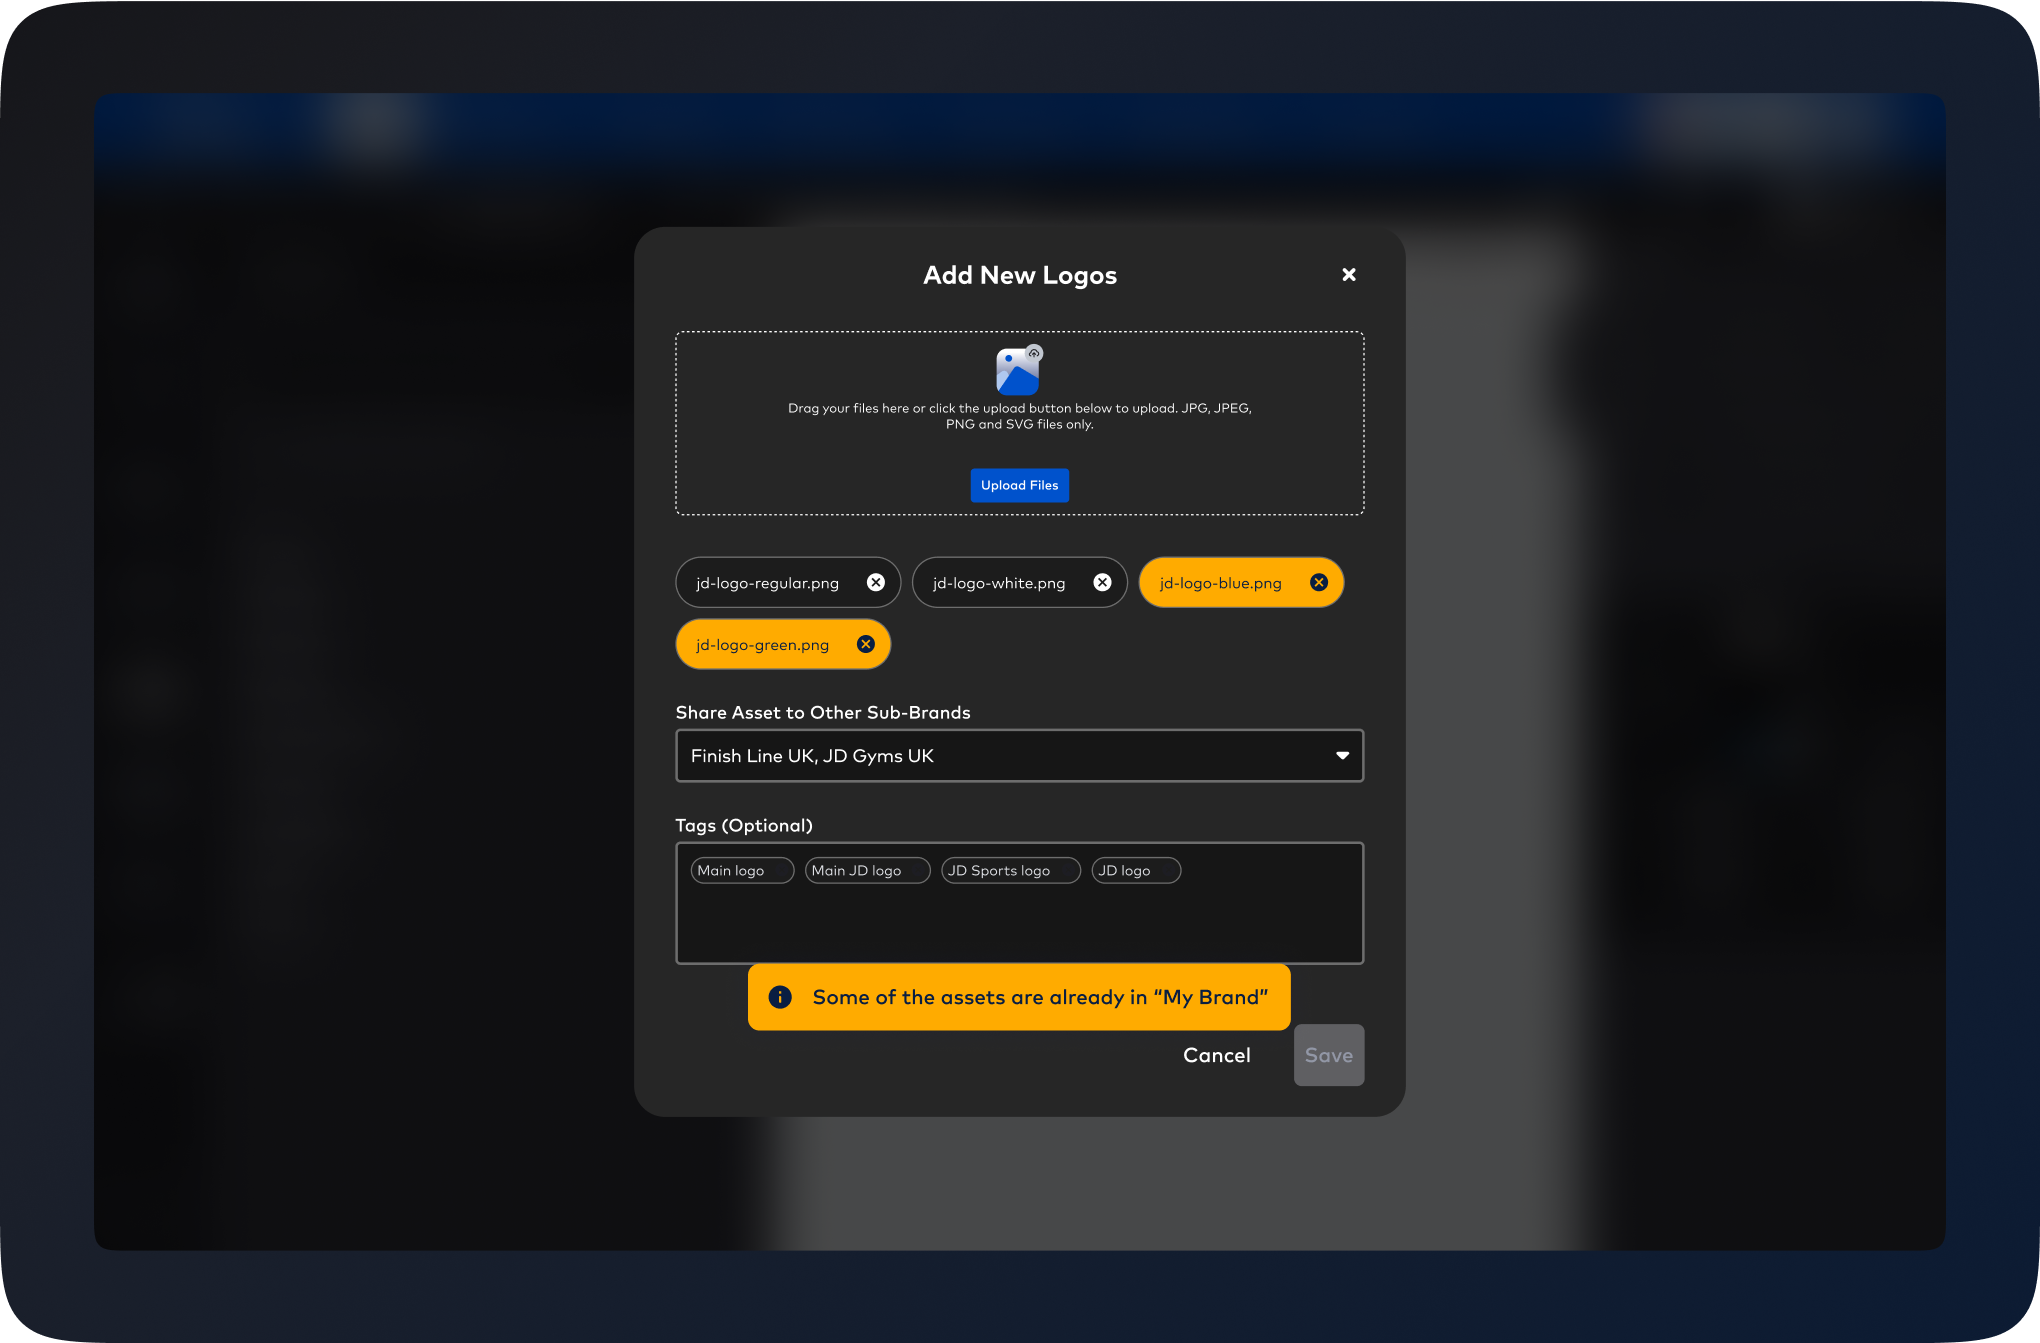 Add New Logos
Drag your files here or click the upload button below to upload. JPG, JPEG,
PNG and SVG files only.
Upload Files
jd-logo-regular.png
jd-logo-white.png
jd-logo-blue.png
jd-logo-green.png
Share Asset to Other Sub-Brands
Finish Line UK, JD Gyms UK
Tags (Optional)
Main logo
Main JD logo
JD Sports logo
JD logo
Some of the assets are already in “My Brand”
Cancel
Save